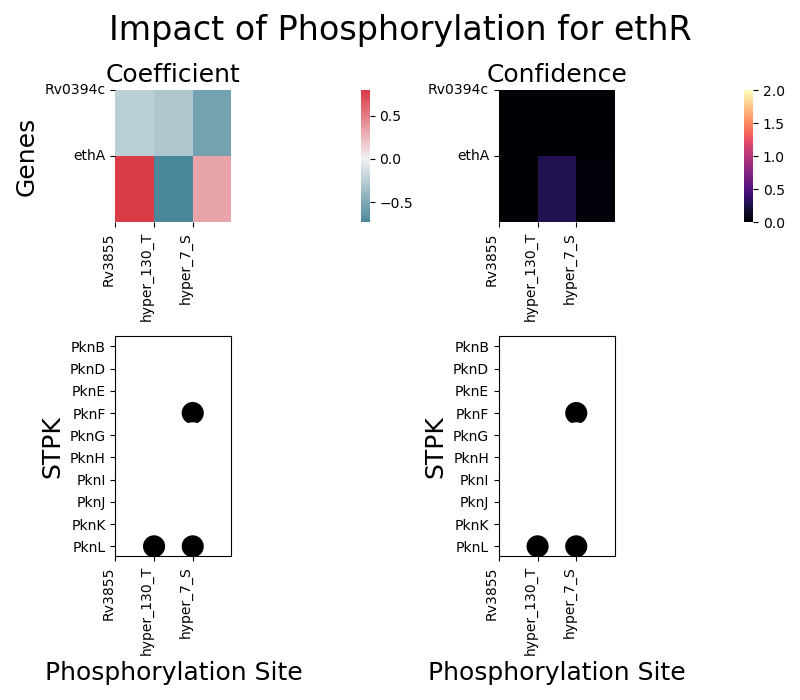 Impact of Phosphorylation for ethR
Coefficient
Confidence
Genes
Rv0394c
ethA
Rv3855
hyper_130_T
hyper_7_S
0.5
0.0
−0.5
Rv0394c
ethA
Rv3855
hyper_130_T
hyper_7_S
2.0
1.5
1.0
0.5
0.0
STPK
PknB
PknD
PknE
PknF
PknG
PknH
PknI
PknJ
PknK
PknL
Rv3855
hyper_130_T
hyper_7_S
Phosphorylation Site
STPK
PknB
PknD
PknE
PknF
PknG
PknH
PknI
PknJ
PknK
PknL
Rv3855
hyper_130_T
hyper_7_S
Phosphorylation Site